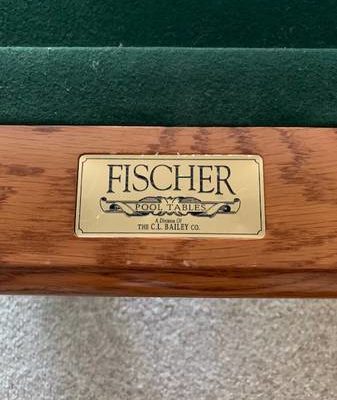 FISCHER
POOL TABLES
A Division Of
THE C.L. BAILEY CO.